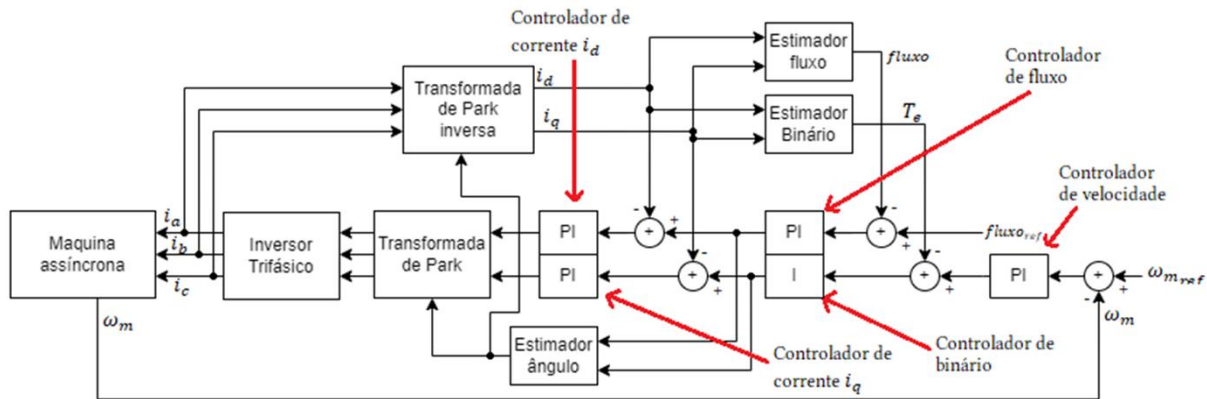 Controlador de
corrente i_d
Controlador
de fluxo
Estimador
fluxo
fluxo
Transformada
de Park
inversa
i_d
i_q
Estimador
Binário
T_e
Controlador
de velocidade
Maquina
assíncrona
i_a
i_b
i_c
Inversor
Trifásico
Transformada
de Park
PI
PI
-
+
-
+
PI
I
-
+
-
+
fluxo_ref
PI
+
-
ω_m_ref
ω_m
ω_m
Estimador
ângulo
Controlador de
corrente i_q
Controlador de
binário
+
+
+
+
+